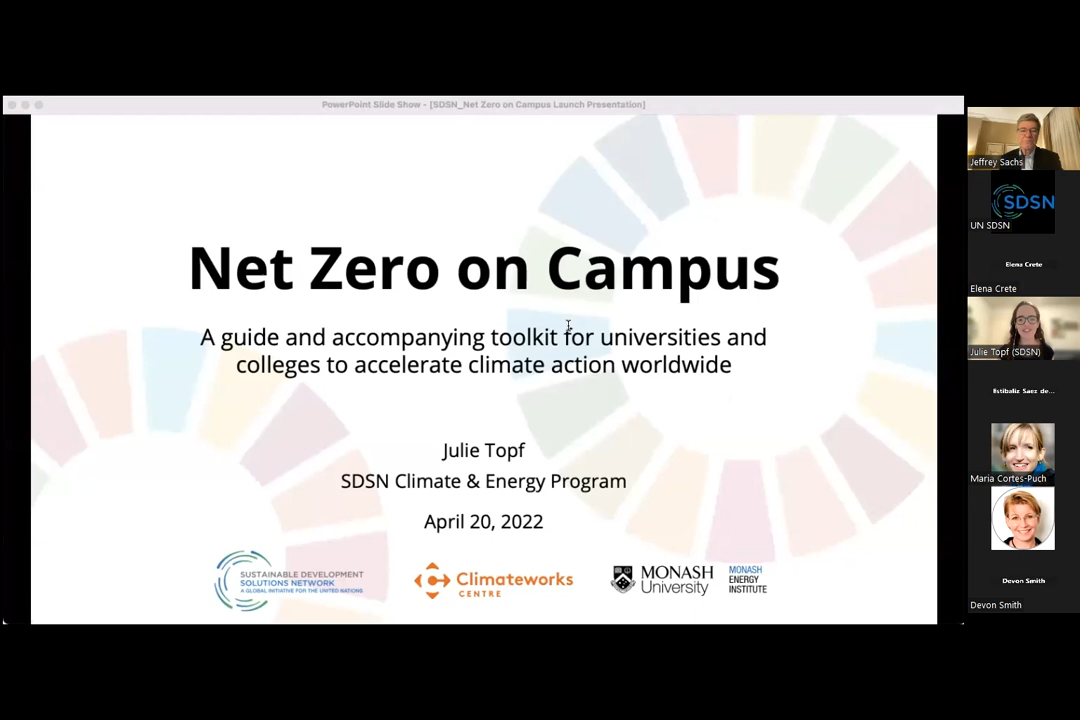 PowerPoint Slide Show - [SDSN_Net Zero on Campus Launch Presentation]
Net Zero on Campus
A guide and accompanying toolkit for universities and
colleges to accelerate climate action worldwide
Julie Topf
SDSN Climate & Energy Program
April 20, 2022
SUSTAINABLE DEVELOPMENT
SOLUTIONS NETWORK
A GLOBAL INITIATIVE FOR THE UNITED NATIONS
Climateworks
CENTRE
MONASH
University
MONASH
ENERGY
INSTITUTE
Jeffrey Sachs
SDSN
UN SDSN
Elena Crete
Elena Crete
Julie Topf (SDSN)
Estibaliz Saez de...
Maria Cortes-Puch
Devon Smith
Devon Smith